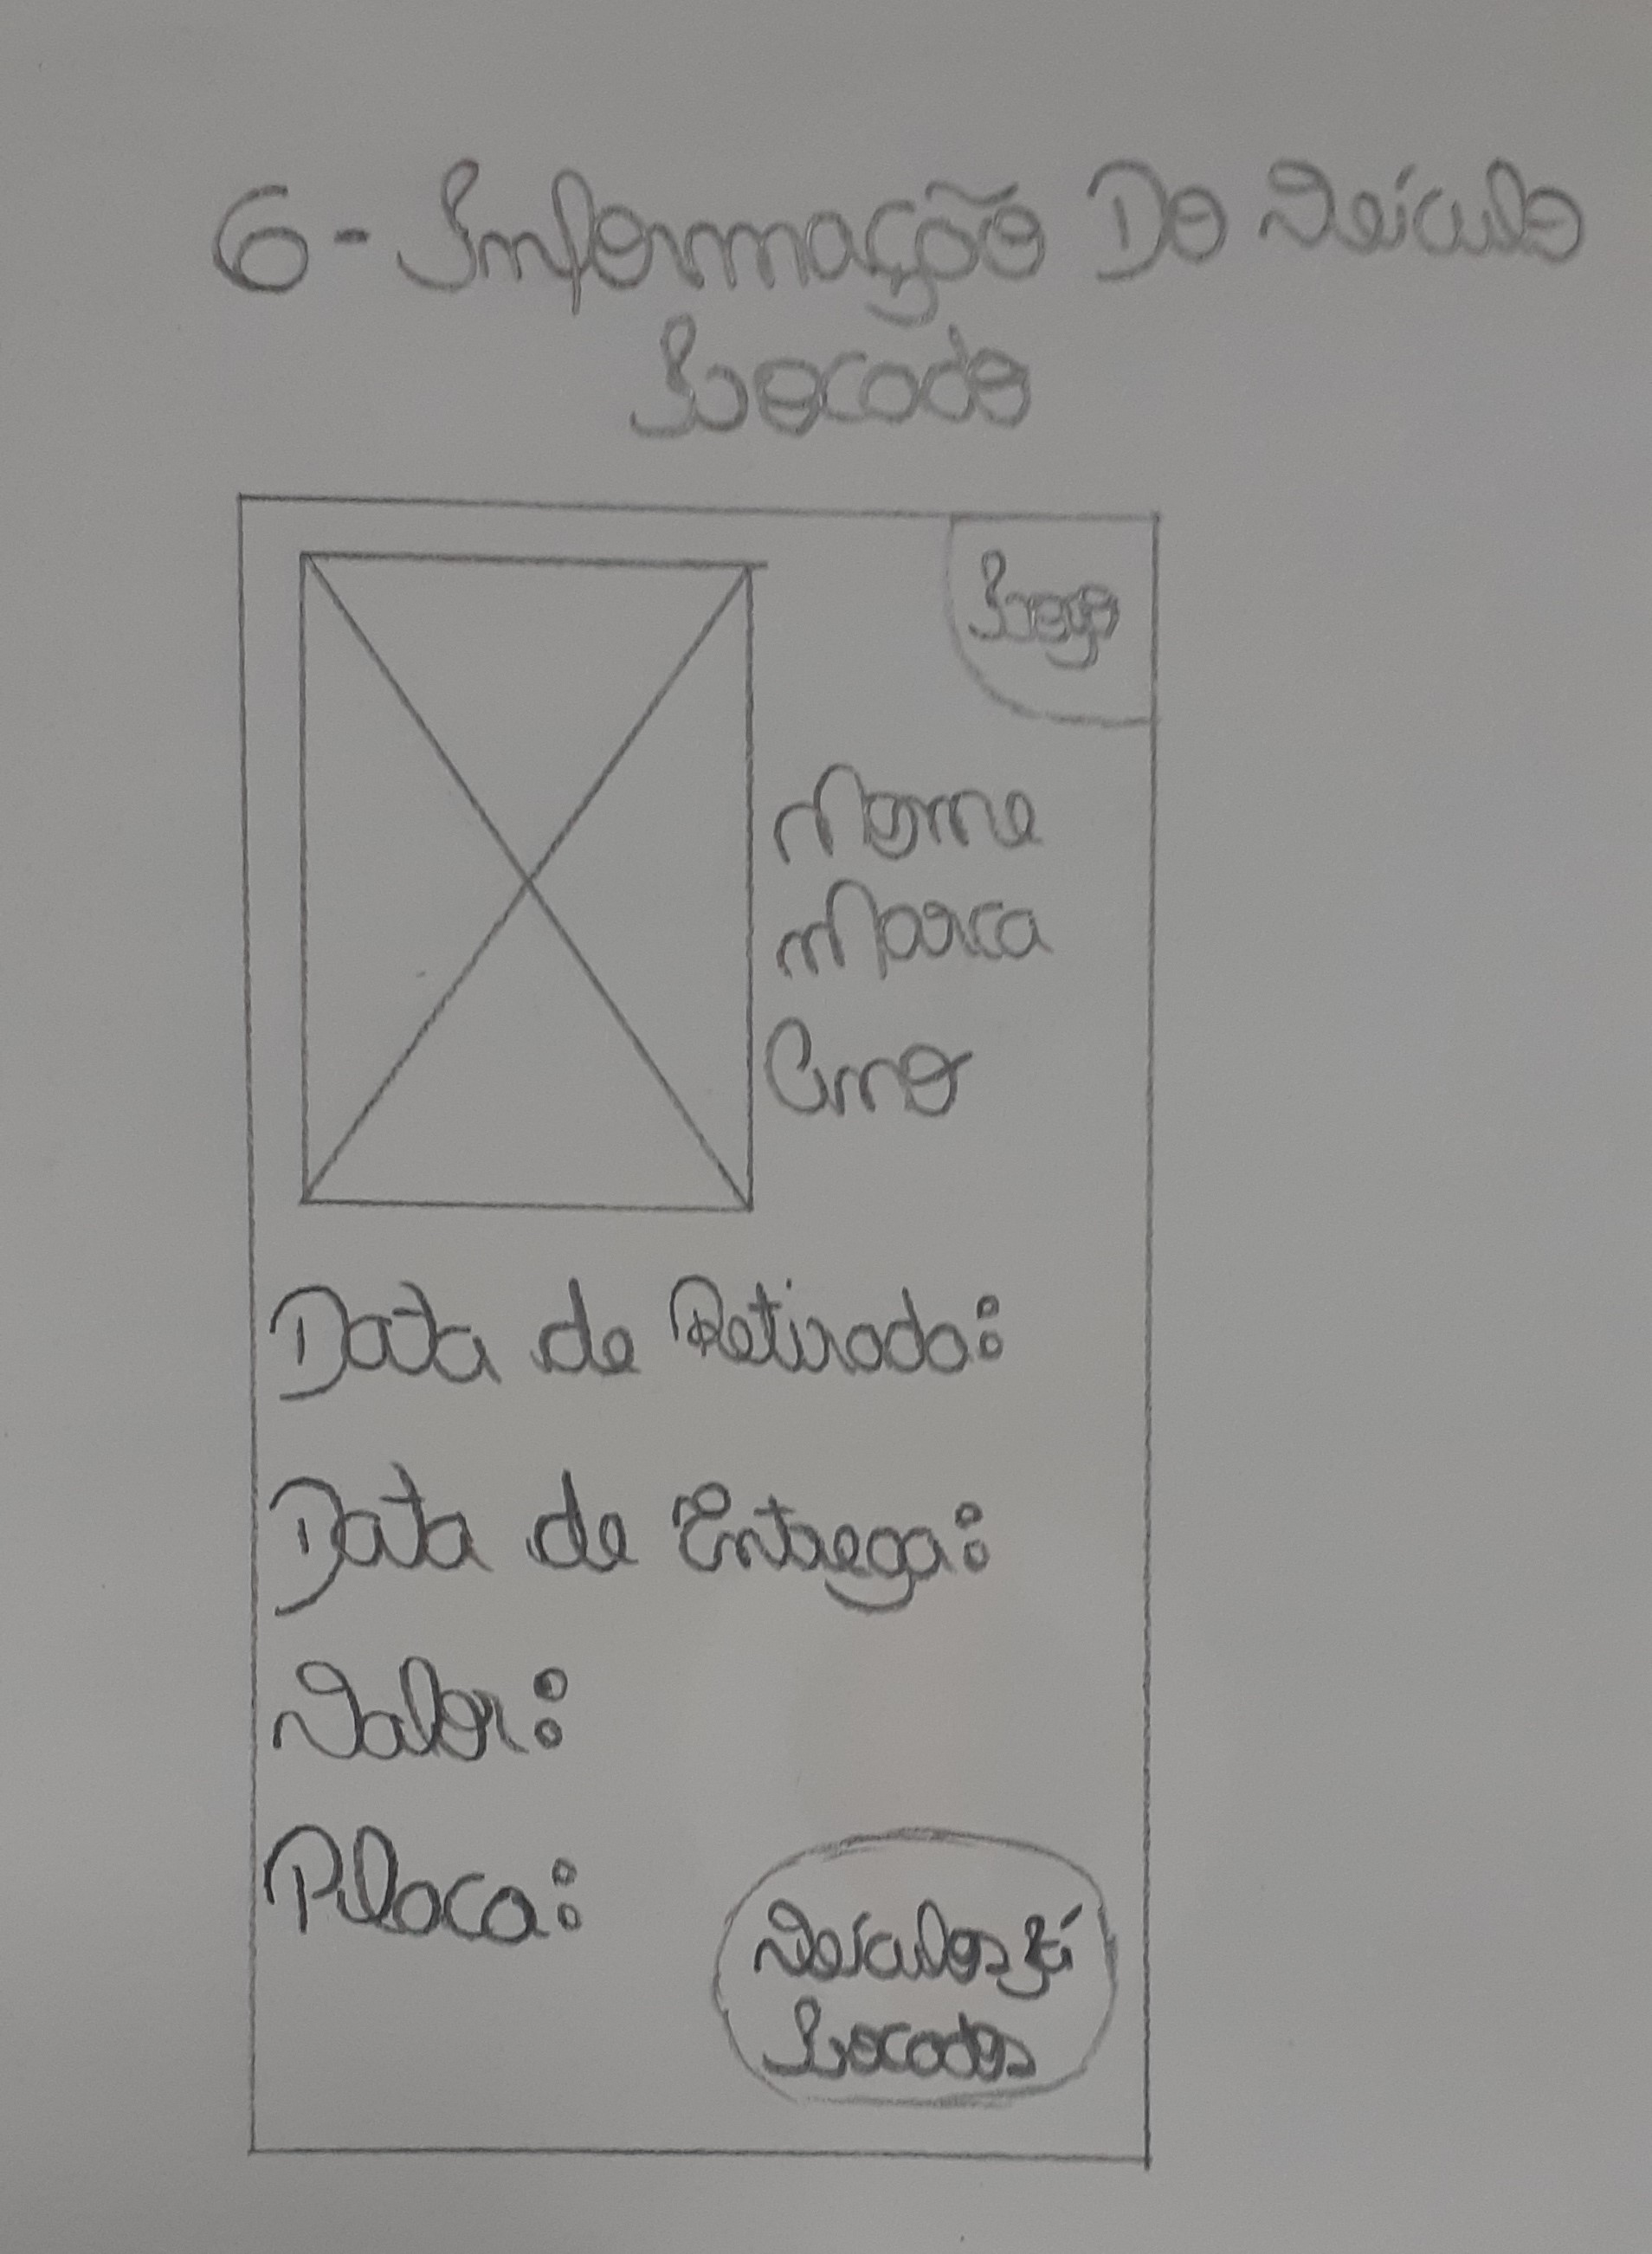 6-Informação Do Veículo
Locado
Logo
Nome
Marca
Ano
Data de Retirada:
Data de Entrega:
Valor:
Placa:
Veículos já
Locados